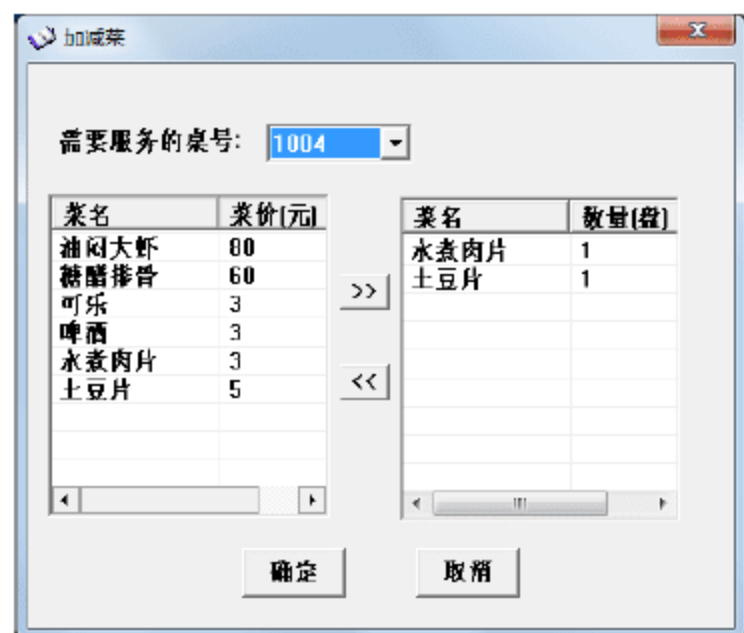 加减菜
需要服务的桌号: 1004
菜名 菜价(元)
油闷大虾 80
糖醋排骨 60
可乐 3
啤酒 3
水煮肉片 3
土豆片 5
>>
<<
菜名 数量(盘)
水煮肉片 1
土豆片 1
确定 取消